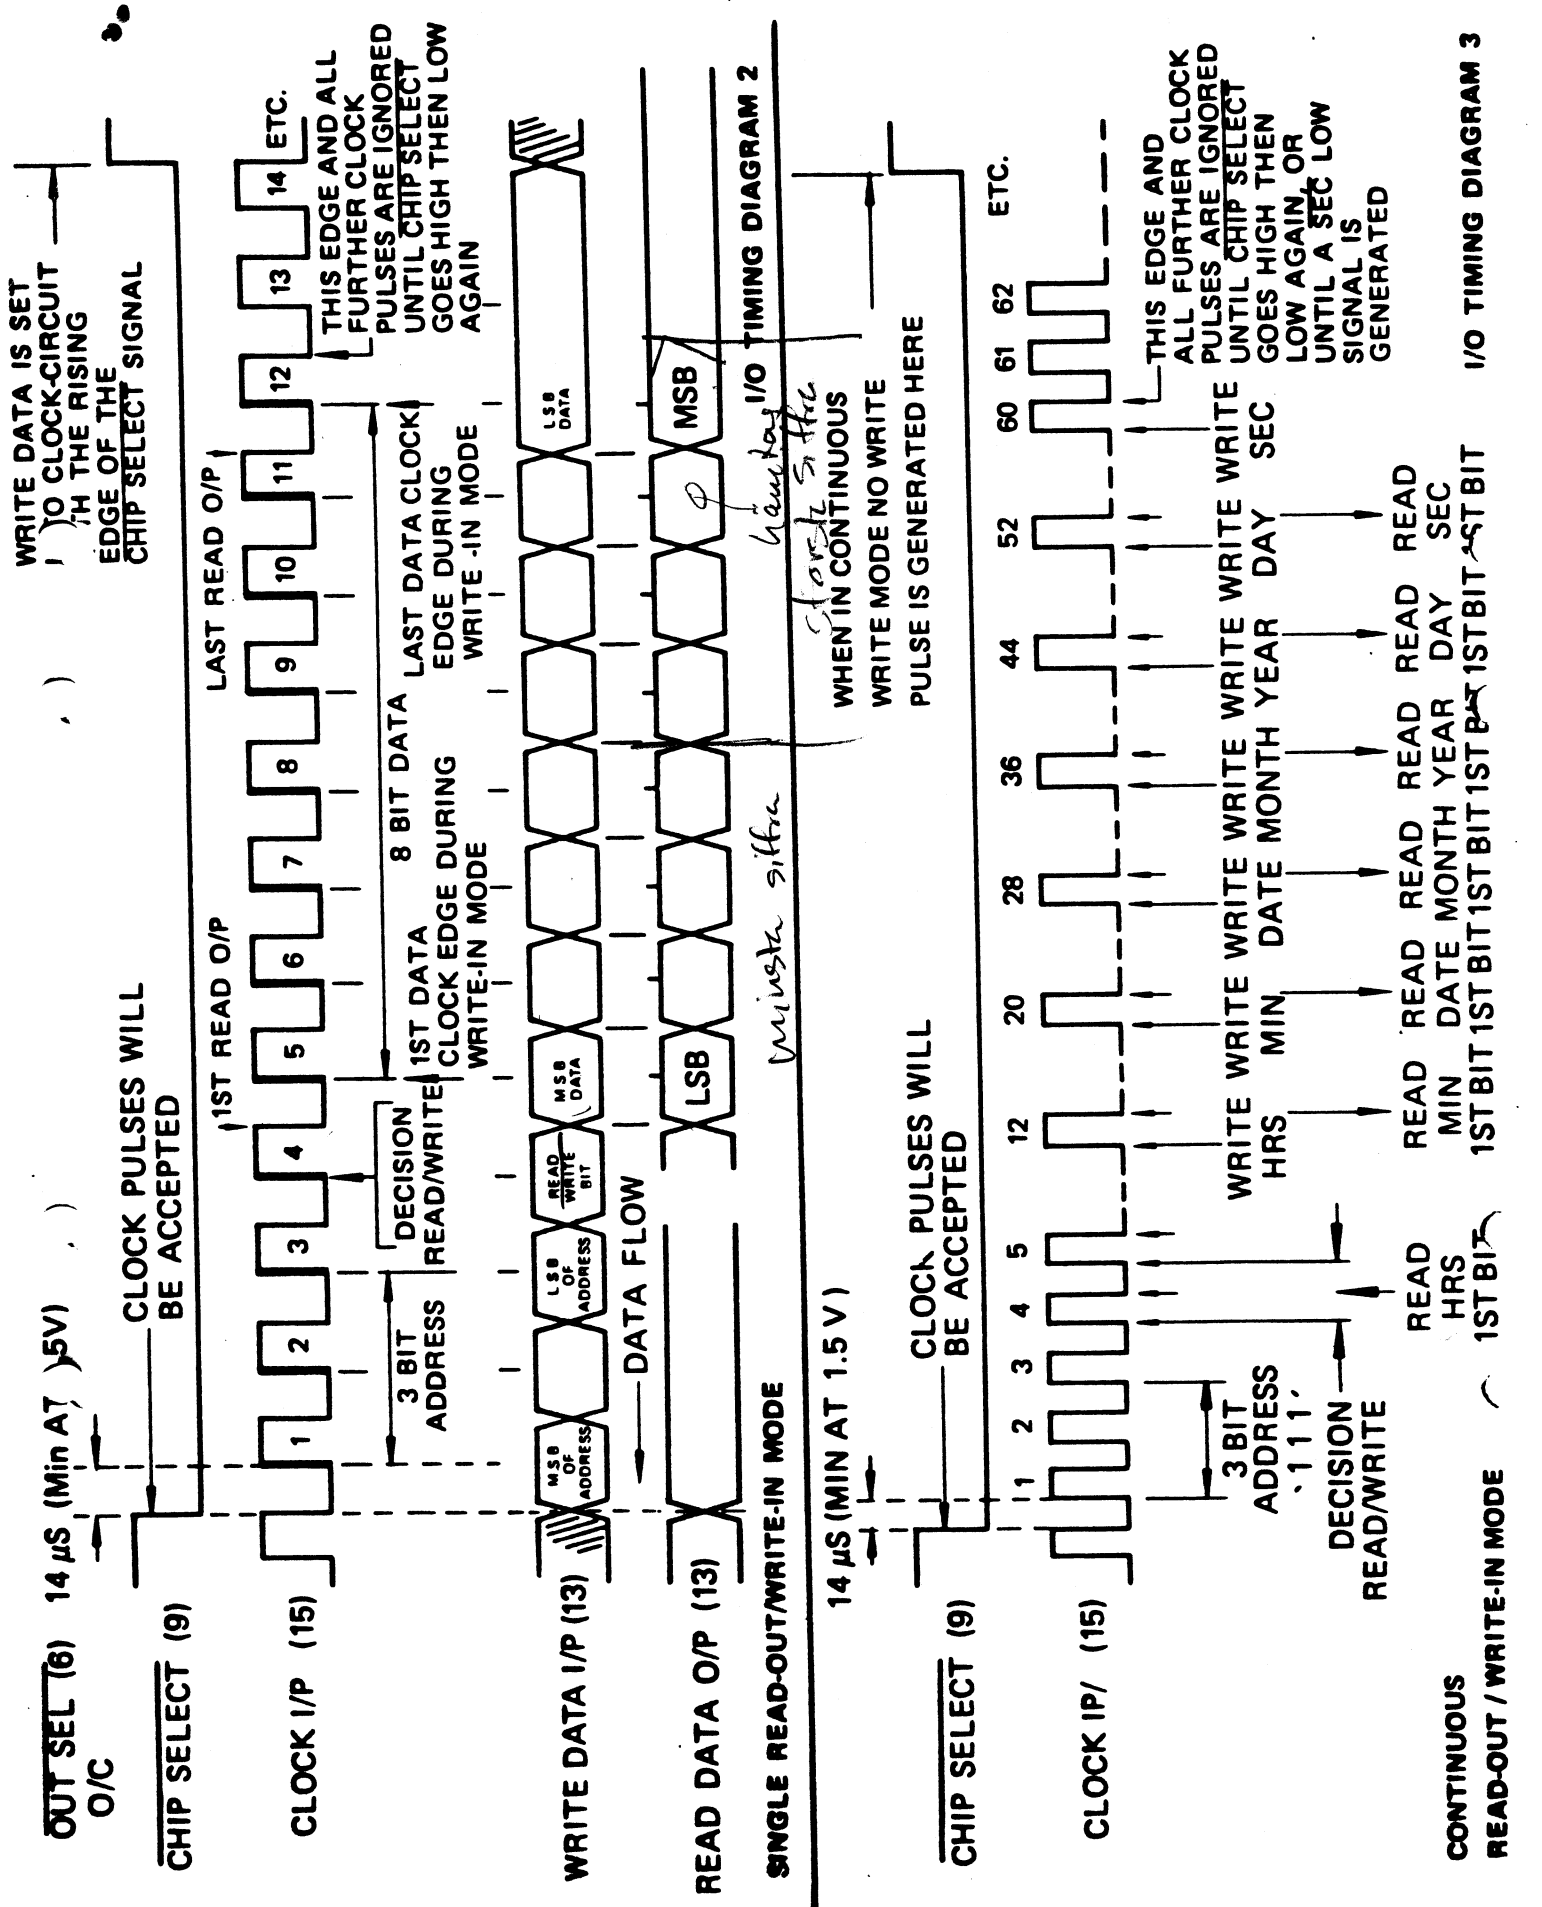 OUT SEL (6) 14 µS (Min AT 5V)
O/C
WRITE DATA IS SET
TO CLOCK-CIRCUIT
TH THE RISING
EDGE OF THE
CHIP SELECT SIGNAL
CHIP SELECT (9)
CLOCK PULSES WILL
BE ACCEPTED
1ST READ O/P
LAST READ O/P
CLOCK I/P (15)
1 2 3 4 5 6 7 8 9 10 11 12 13 14 ETC.
3 BIT
ADDRESS
DECISION
READ/WRITE
8 BIT DATA
1ST DATA
CLOCK EDGE DURING
WRITE-IN MODE
LAST DATA CLOCK
EDGE DURING
WRITE-IN MODE
THIS EDGE AND ALL
FURTHER CLOCK
PULSES ARE IGNORED
UNTIL CHIP SELECT
GOES HIGH THEN LOW
AGAIN
WRITE DATA I/P (13)
MSB
OF
ADDRESS
LSB
OF
ADDRESS
READ
WRITE
BIT
MSB
DATA
LSB
DATA
DATA FLOW
READ DATA O/P (13)
LSB
MSB
SINGLE READ-OUT/WRITE-IN MODE
minsta siffra
största siffra
I/O TIMING DIAGRAM 2
14 µS (MIN AT 1.5 V)
WHEN IN CONTINUOUS
WRITE MODE NO WRITE
PULSE IS GENERATED HERE
CHIP SELECT (9)
CLOCK PULSES WILL
BE ACCEPTED
CLOCK IP/ (15)
1 2 3 4 5 12 20 28 36 44 52 60 61 62 ETC.
3 BIT
ADDRESS
'111'
DECISION
READ/WRITE
WRITE WRITE WRITE WRITE WRITE WRITE WRITE
HRS MIN DATE MONTH YEAR DAY SEC
THIS EDGE AND
ALL FURTHER CLOCK
PULSES ARE IGNORED
UNTIL CHIP SELECT
GOES HIGH THEN
LOW AGAIN, OR
UNTIL A SEC LOW
SIGNAL IS
GENERATED
READ READ READ READ READ READ READ
HRS MIN DATE MONTH YEAR DAY SEC
1ST BIT 1ST BIT 1ST BIT 1ST BIT 1ST BIT 1ST BIT 1ST BIT
CONTINUOUS
READ-OUT / WRITE-IN MODE
I/O TIMING DIAGRAM 3